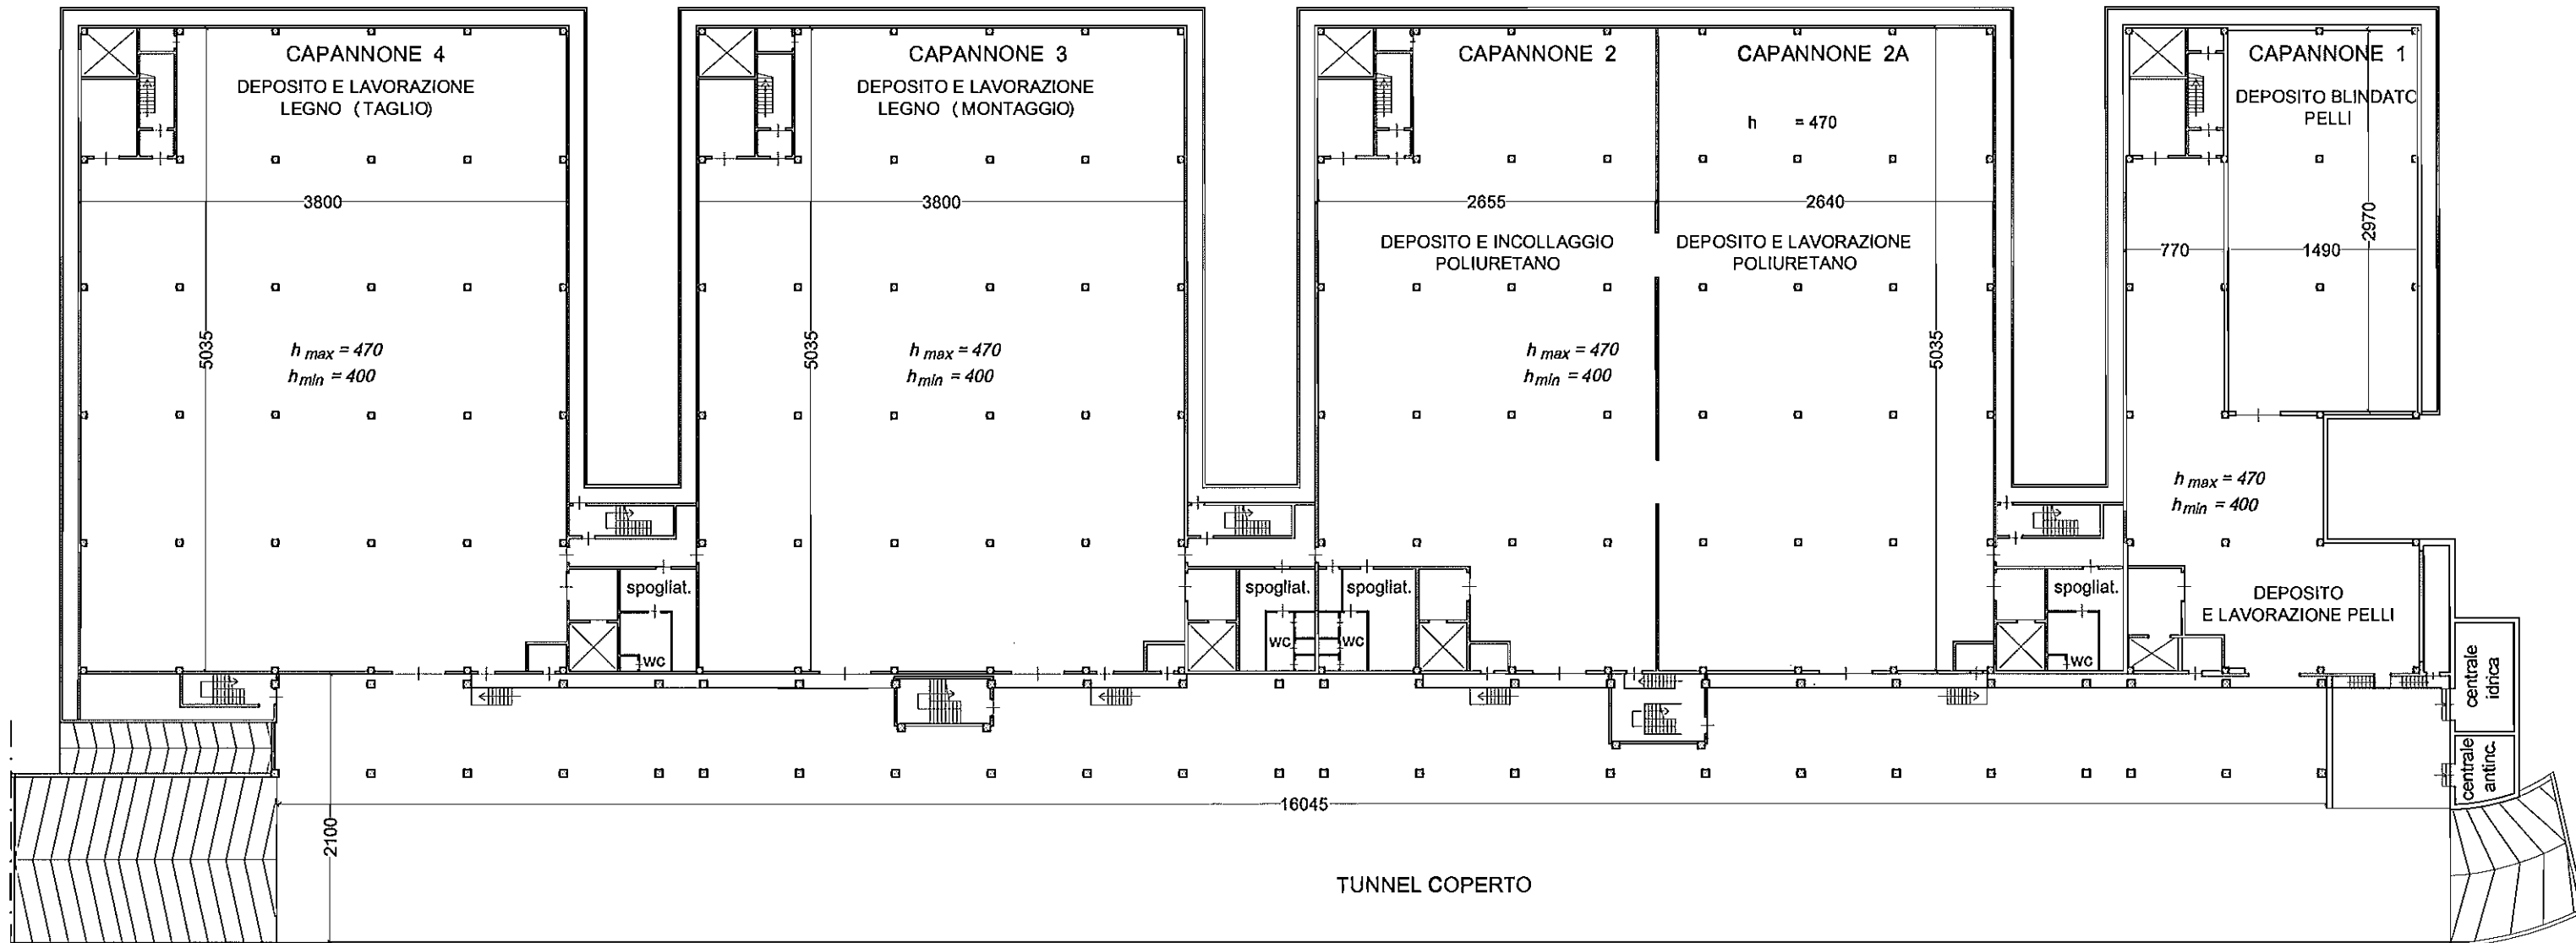 CAPANNONE 4
DEPOSITO E LAVORAZIONE
LEGNO (TAGLIO)
3800
5035
h max = 470
h min = 400
CAPANNONE 3
DEPOSITO E LAVORAZIONE
LEGNO (MONTAGGIO)
3800
5035
h max = 470
h min = 400
CAPANNONE 2
2655
DEPOSITO E INCOLLAGGIO
POLIURETANO
h max = 470
h min = 400
CAPANNONE 2A
h = 470
2640
DEPOSITO E LAVORAZIONE
POLIURETANO
5035
CAPANNONE 1
DEPOSITO BLINDATO
PELLI
2970
770
1490
h max = 470
h min = 400
DEPOSITO
E LAVORAZIONE PELLI
spogliat.
wc
spogliat.
wc
spogliat.
wc
spogliat.
wc
centrale
idrica
centrale
antinc.
16045
2100
TUNNEL COPERTO